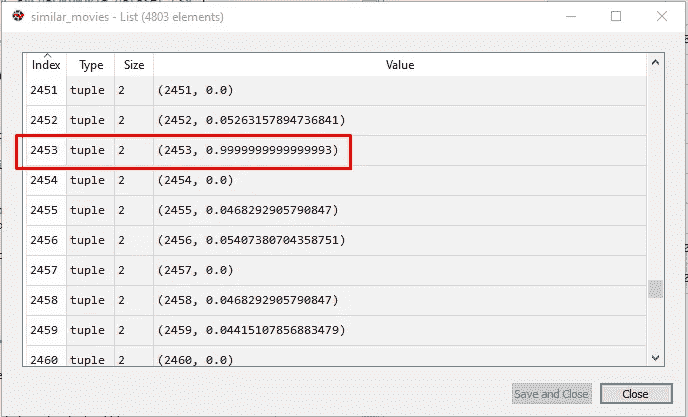 similar_movies - List (4803 elements)
Index Type Size Value
2451 tuple 2 (2451, 0.0)
2452 tuple 2 (2452, 0.05263157894736841)
2453 tuple 2 (2453, 0.9999999999999993)
2454 tuple 2 (2454, 0.0)
2455 tuple 2 (2455, 0.0468292905790847)
2456 tuple 2 (2456, 0.05407380704358751)
2457 tuple 2 (2457, 0.0)
2458 tuple 2 (2458, 0.0468292905790847)
2459 tuple 2 (2459, 0.04415107856883479)
2460 tuple 2 (2460, 0.0)
Save and Close Close